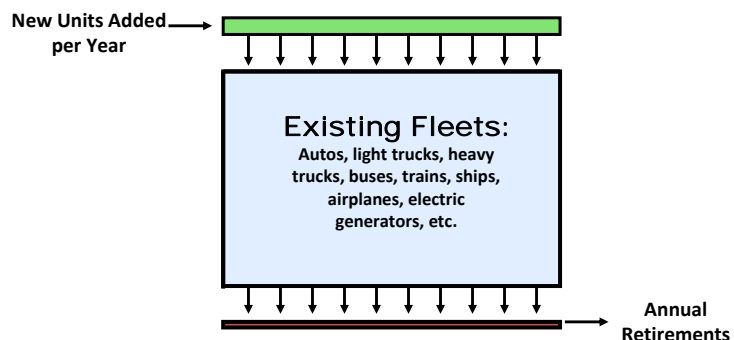 New Units Added
per Year
Existing Fleets:
Autos, light trucks, heavy
trucks, buses, trains, ships,
airplanes, electric
generators, etc.
Annual
Retirements